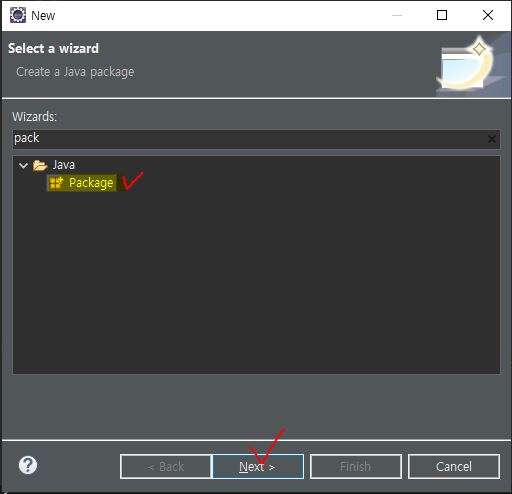 New
Select a wizard
Create a Java package
Wizards:
pack
Java
Package
< Back
Next >
Finish
Cancel